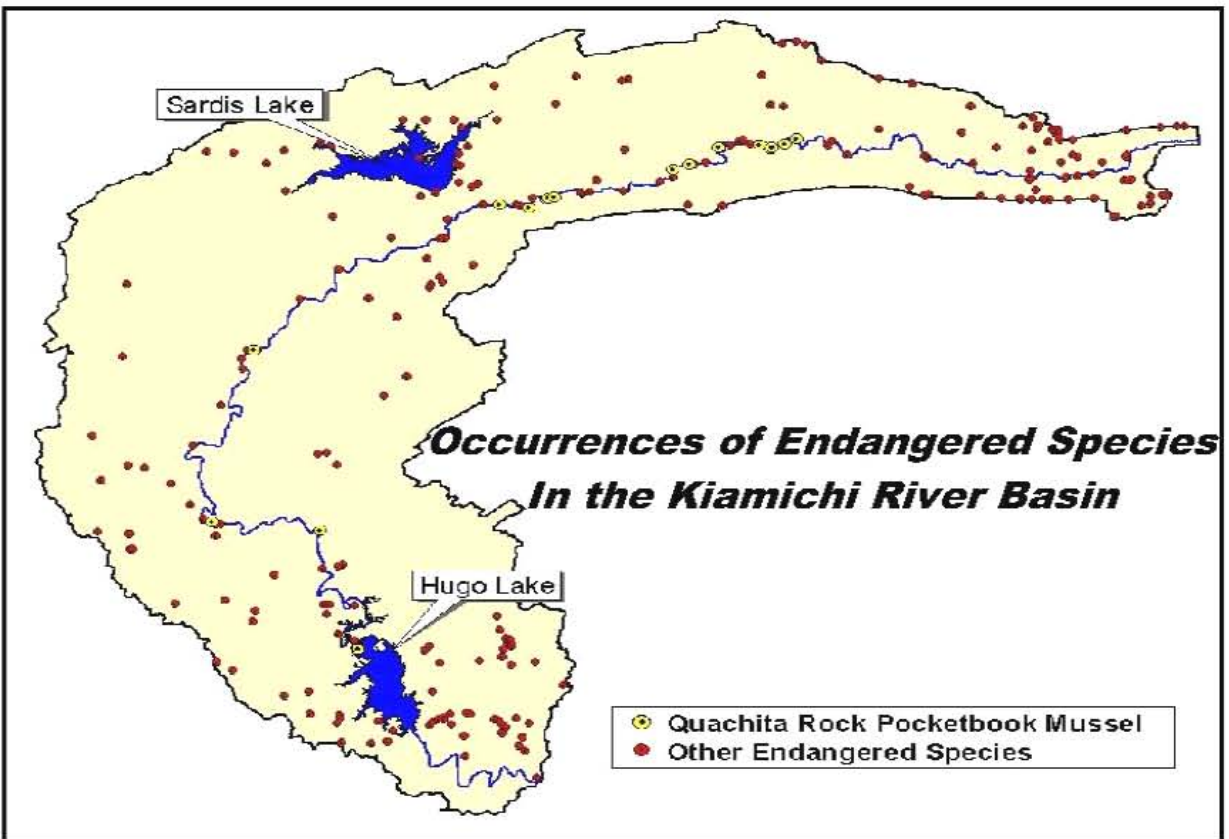 Sardis Lake
Occurrences of Endangered Species
In the Kiamichi River Basin
Hugo Lake
Quachita Rock Pocketbook Mussel
Other Endangered Species